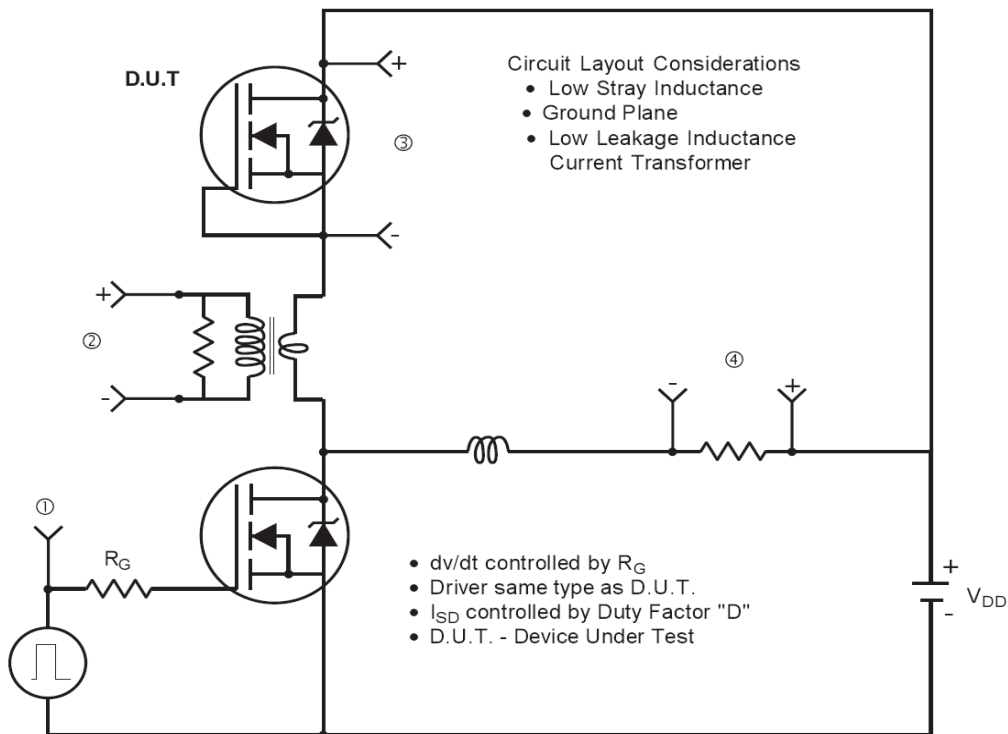 D.U.T
+
Circuit Layout Considerations
• Low Stray Inductance
• Ground Plane
• Low Leakage Inductance
Current Transformer
③
-
+
②
-
④
-
+
①
R_G
• dv/dt controlled by R_G
• Driver same type as D.U.T.
• I_SD controlled by Duty Factor "D"
• D.U.T. - Device Under Test
+
V_DD
-